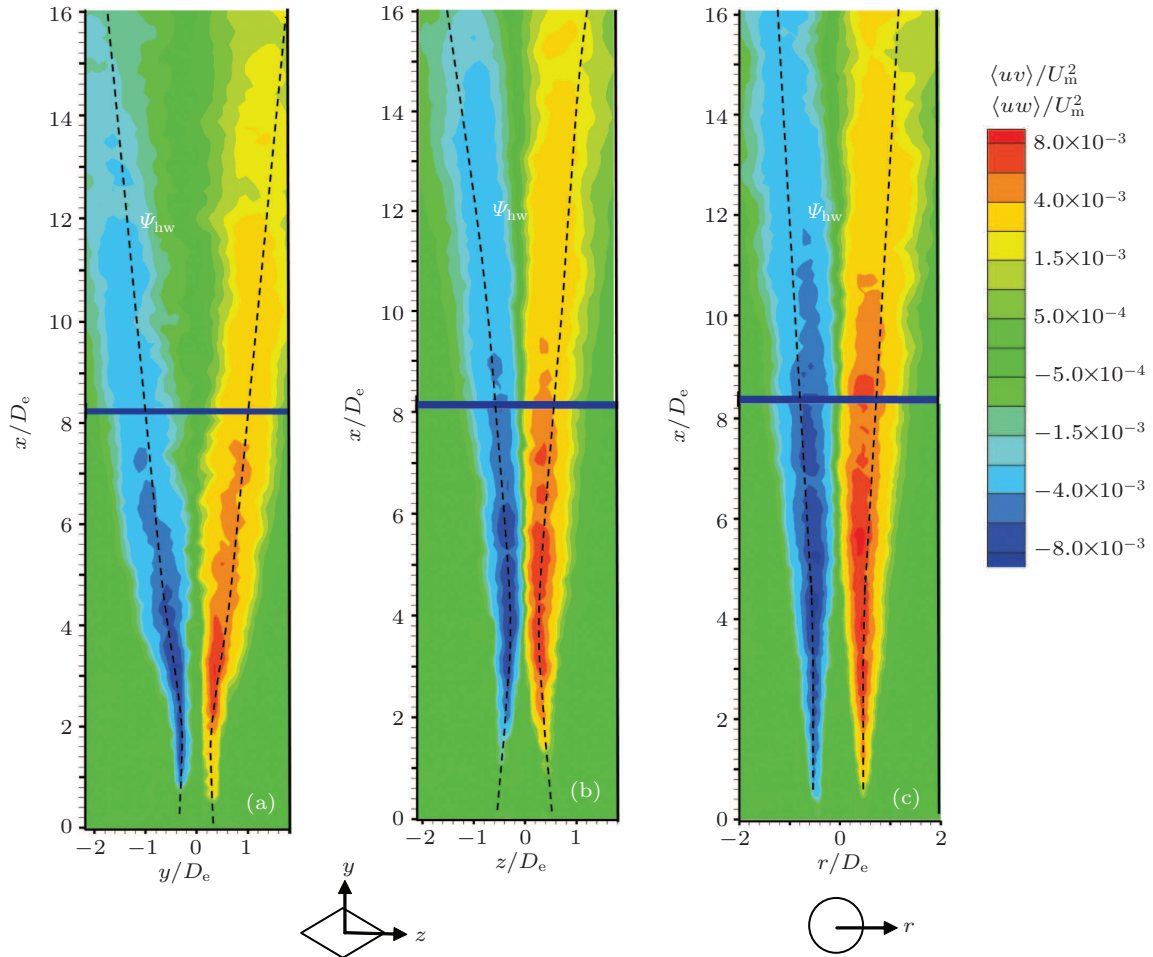 16
14
12
10
8
6
4
2
0
x/Dₑ
Ψhw
(a)
−2
−1
0
1
y/Dₑ
16
14
12
10
8
6
4
2
0
x/Dₑ
Ψhw
(b)
−2
−1
0
1
z/Dₑ
16
14
12
10
8
6
4
2
0
x/Dₑ
Ψhw
(c)
−2
0
2
r/Dₑ
⟨uv⟩/Uₘ²
⟨uw⟩/Uₘ²
8.0×10⁻³
4.0×10⁻³
1.5×10⁻³
5.0×10⁻⁴
−5.0×10⁻⁴
−1.5×10⁻³
−4.0×10⁻³
−8.0×10⁻³
y
z
r